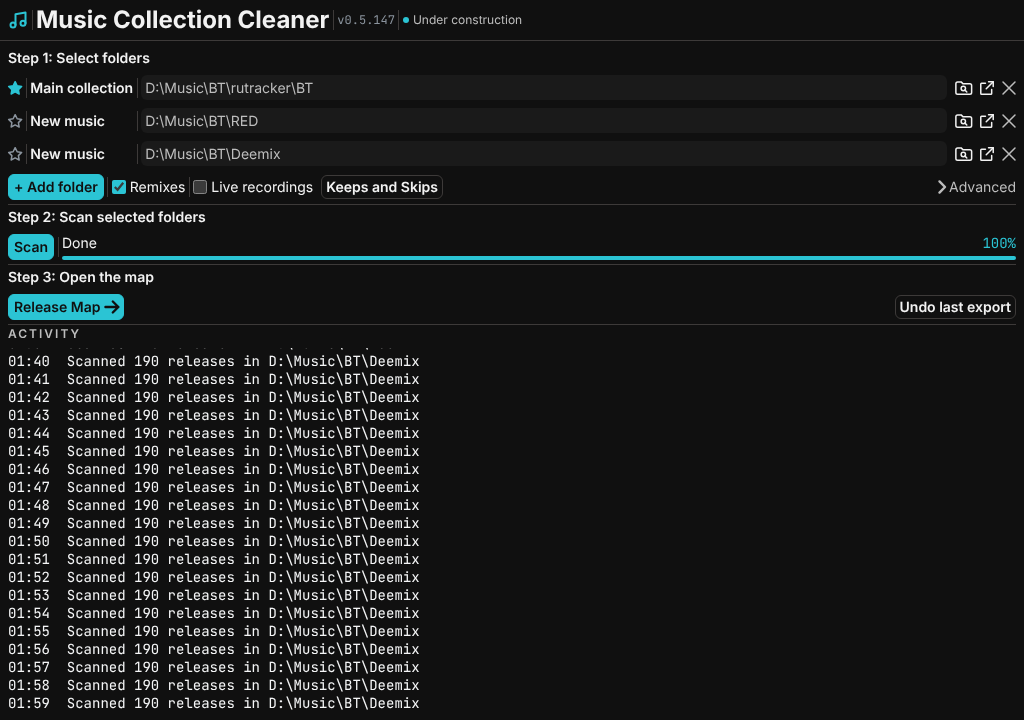 Music Collection Cleaner v0.5.147 Under construction
Step 1: Select folders
Main collection D:\Music\BT\rutracker\BT
New music D:\Music\BT\RED
New music D:\Music\BT\Deemix
+ Add folder Remixes Live recordings Keeps and Skips Advanced
Step 2: Scan selected folders
Scan Done 100%
Step 3: Open the map
Release Map Undo last export
ACTIVITY
01:40 Scanned 190 releases in D:\Music\BT\Deemix
01:41 Scanned 190 releases in D:\Music\BT\Deemix
01:42 Scanned 190 releases in D:\Music\BT\Deemix
01:43 Scanned 190 releases in D:\Music\BT\Deemix
01:44 Scanned 190 releases in D:\Music\BT\Deemix
01:45 Scanned 190 releases in D:\Music\BT\Deemix
01:46 Scanned 190 releases in D:\Music\BT\Deemix
01:47 Scanned 190 releases in D:\Music\BT\Deemix
01:48 Scanned 190 releases in D:\Music\BT\Deemix
01:49 Scanned 190 releases in D:\Music\BT\Deemix
01:50 Scanned 190 releases in D:\Music\BT\Deemix
01:51 Scanned 190 releases in D:\Music\BT\Deemix
01:52 Scanned 190 releases in D:\Music\BT\Deemix
01:53 Scanned 190 releases in D:\Music\BT\Deemix
01:54 Scanned 190 releases in D:\Music\BT\Deemix
01:55 Scanned 190 releases in D:\Music\BT\Deemix
01:56 Scanned 190 releases in D:\Music\BT\Deemix
01:57 Scanned 190 releases in D:\Music\BT\Deemix
01:58 Scanned 190 releases in D:\Music\BT\Deemix
01:59 Scanned 190 releases in D:\Music\BT\Deemix